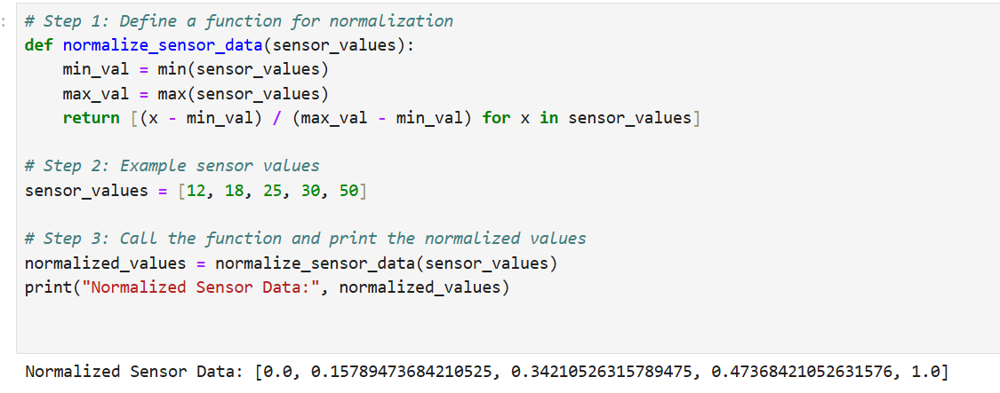 :
# Step 1: Define a function for normalization
def normalize_sensor_data(sensor_values):
    min_val = min(sensor_values)
    max_val = max(sensor_values)
    return [(x - min_val) / (max_val - min_val) for x in sensor_values]
# Step 2: Example sensor values
sensor_values = [12, 18, 25, 30, 50]
# Step 3: Call the function and print the normalized values
normalized_values = normalize_sensor_data(sensor_values)
print("Normalized Sensor Data:", normalized_values)
Normalized Sensor Data: [0.0, 0.15789473684210525, 0.34210526315789475, 0.47368421052631576, 1.0]